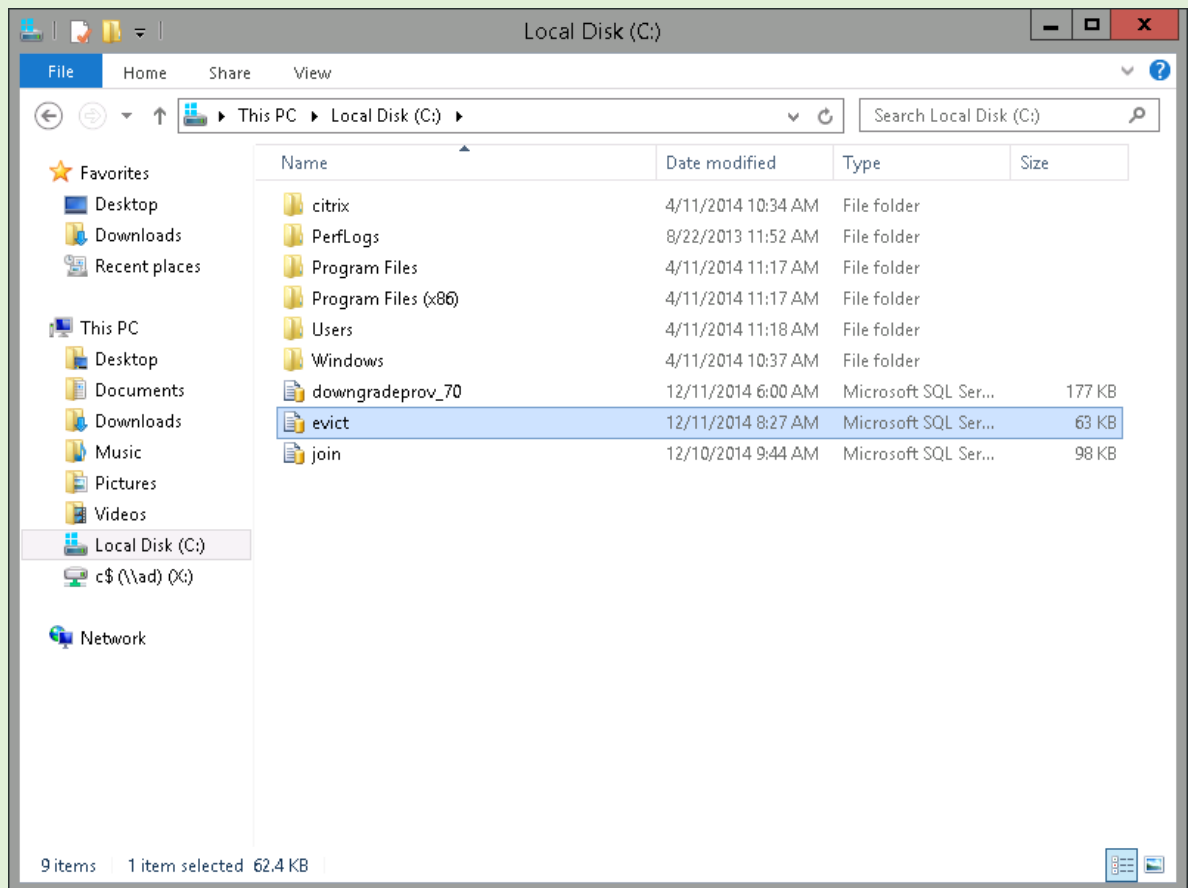 Local Disk (C:)
File Home Share View
This PC Local Disk (C:) Search Local Disk (C:)
Name Date modified Type Size
Favorites
Desktop
Downloads
Recent places
This PC
Desktop
Documents
Downloads
Music
Pictures
Videos
Local Disk (C:)
c$ (\\ad) (X:)
Network
citrix 4/11/2014 10:34 AM File folder
PerfLogs 8/22/2013 11:52 AM File folder
Program Files 4/11/2014 11:17 AM File folder
Program Files (x86) 4/11/2014 11:17 AM File folder
Users 4/11/2014 11:18 AM File folder
Windows 4/11/2014 10:37 AM File folder
downgradeprov_70 12/11/2014 6:00 AM Microsoft SQL Ser... 177 KB
evict 12/11/2014 8:27 AM Microsoft SQL Ser... 63 KB
join 12/10/2014 9:44 AM Microsoft SQL Ser... 98 KB
9 items 1 item selected 62.4 KB